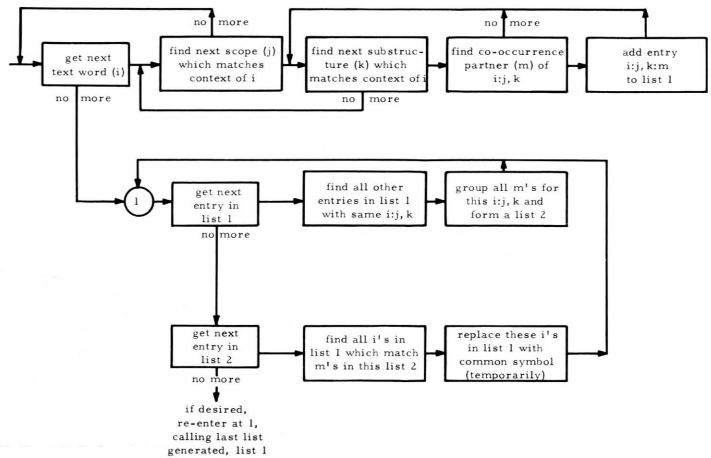 no more
no more
get next
text word (i)
find next scope (j)
which matches
context of i
find next substruc-
ture (k) which
matches context of i
find co-occurrence
partner (m) of
i:j, k
add entry
i:j, k:m
to list 1
no more
no more
1
get next
entry in
list 1
find all other
entries in list 1
with same i:j, k
group all m's for
this i:j, k and
form a list 2
no more
get next
entry in
list 2
find all i's in
list 1 which match
m's in this list 2
replace these i's
in list 1 with
common symbol
(temporarily)
no more
if desired,
re-enter at 1,
calling last list
generated, list 1